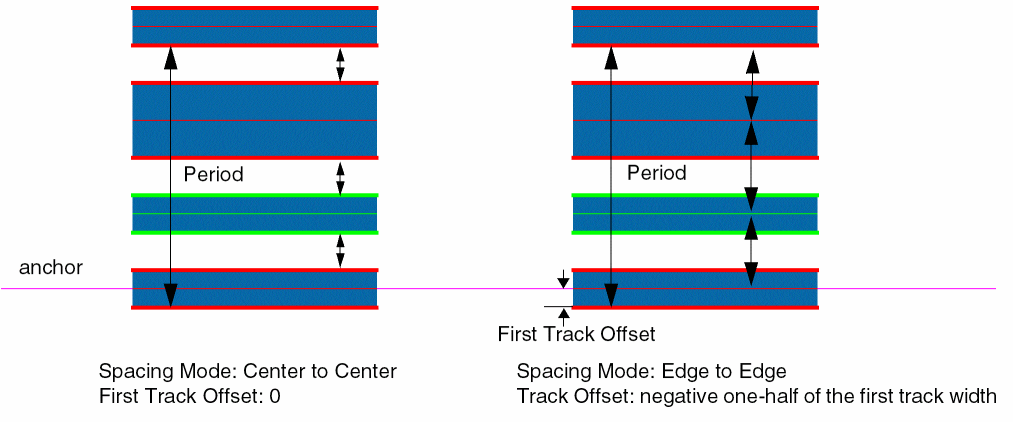 Period
Period
anchor
First Track Offset
Spacing Mode: Center to Center
First Track Offset: 0
Spacing Mode: Edge to Edge
Track Offset: negative one-half of the first track width